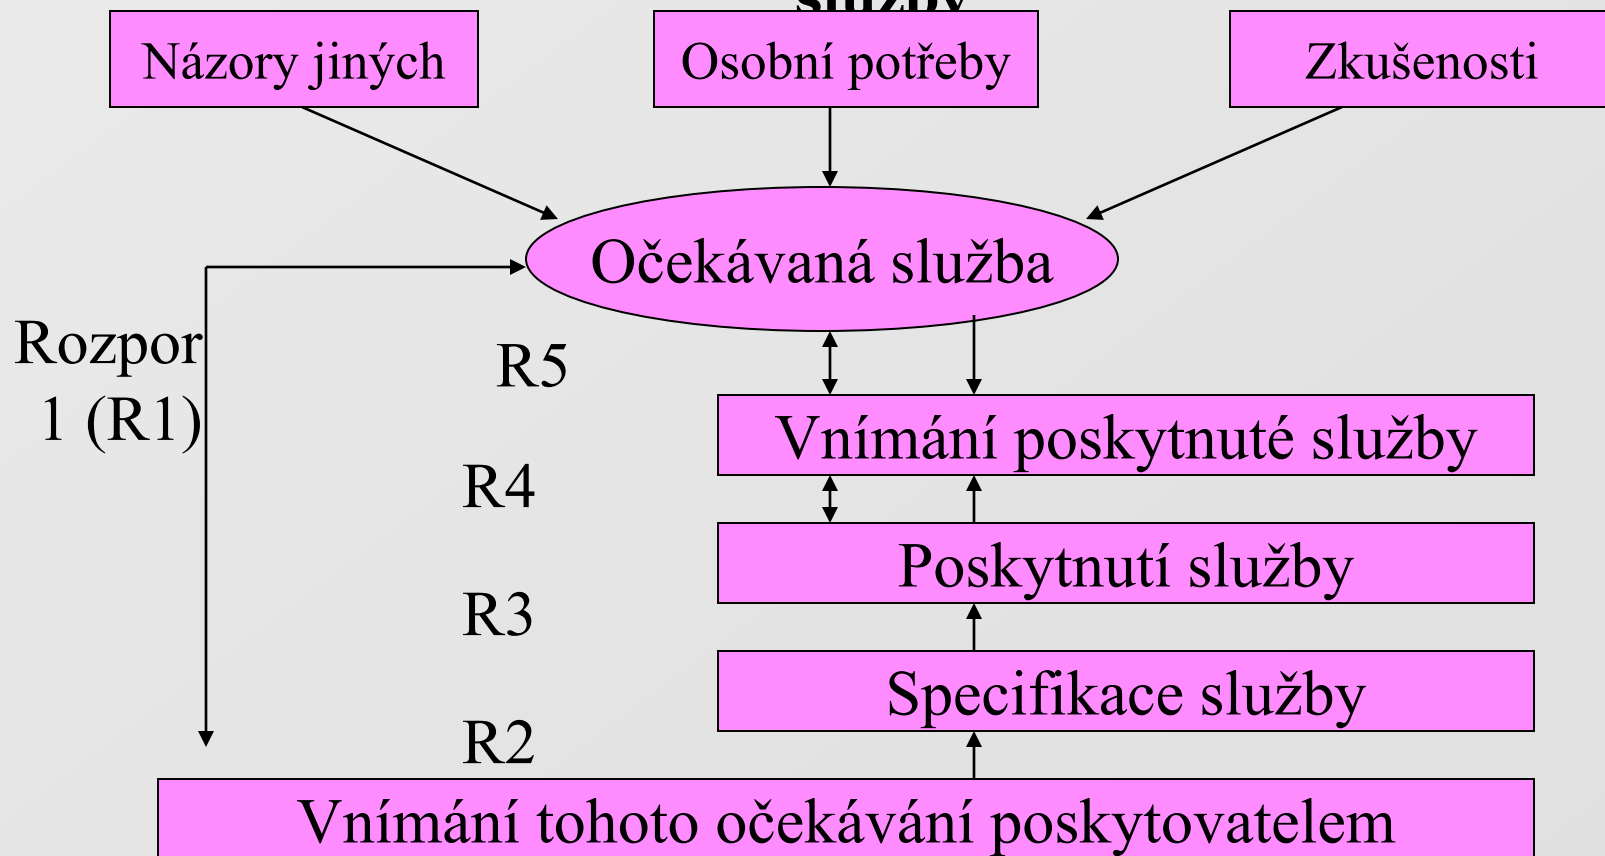 služby
Názory jiných
Osobní potřeby
Zkušenosti
Očekávaná služba
Rozpor
1 (R1)
R5
Vnímání poskytnuté služby
R4
Poskytnutí služby
R3
Specifikace služby
R2
Vnímání tohoto očekávání poskytovatelem